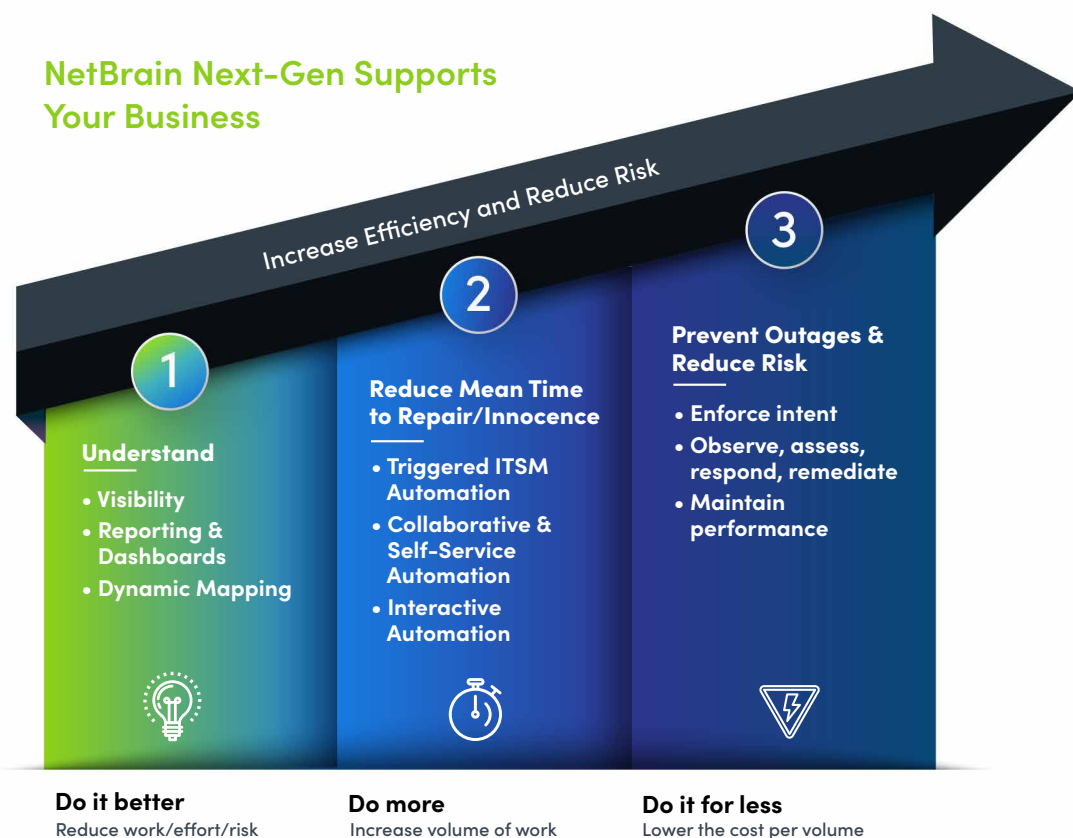 NetBrain Next-Gen Supports
Your Business
Increase Efficiency and Reduce Risk
1
Understand
• Visibility
• Reporting &
Dashboards
• Dynamic Mapping
2
Reduce Mean Time
to Repair/Innocence
• Triggered ITSM
Automation
• Collaborative &
Self-Service
Automation
• Interactive
Automation
3
Prevent Outages &
Reduce Risk
• Enforce intent
• Observe, assess,
respond, remediate
• Maintain
performance
Do it better
Reduce work/effort/risk
Do more
Increase volume of work
Do it for less
Lower the cost per volume